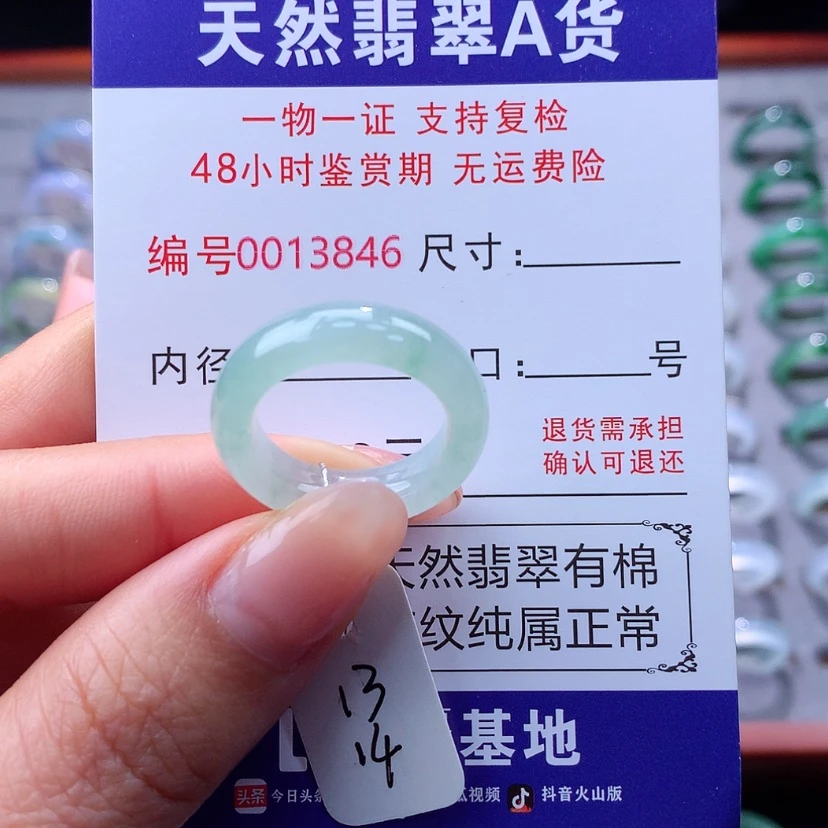 天然翡翠A货
一物一证 支持复检
48小时鉴赏期 无运费险
编号0013846 尺寸:
内径 口: 号
退货需承担
确认可退还
天然翡翠有棉
纹纯属正常
基地
13
14
头条 今日头条 视频 抖音火山版